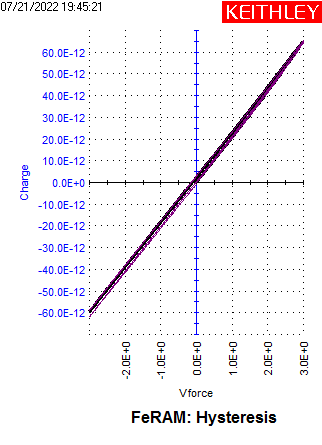 07/21/2022 19:45:21
KEITHLEY
60.0E-12
50.0E-12
40.0E-12
30.0E-12
20.0E-12
10.0E-12
0.0E+0
-10.0E-12
-20.0E-12
-30.0E-12
-40.0E-12
-50.0E-12
-60.0E-12
Charge
-2.0E+0
-1.0E+0
0.0E+0
1.0E+0
2.0E+0
3.0E+0
Vforce
FeRAM: Hysteresis